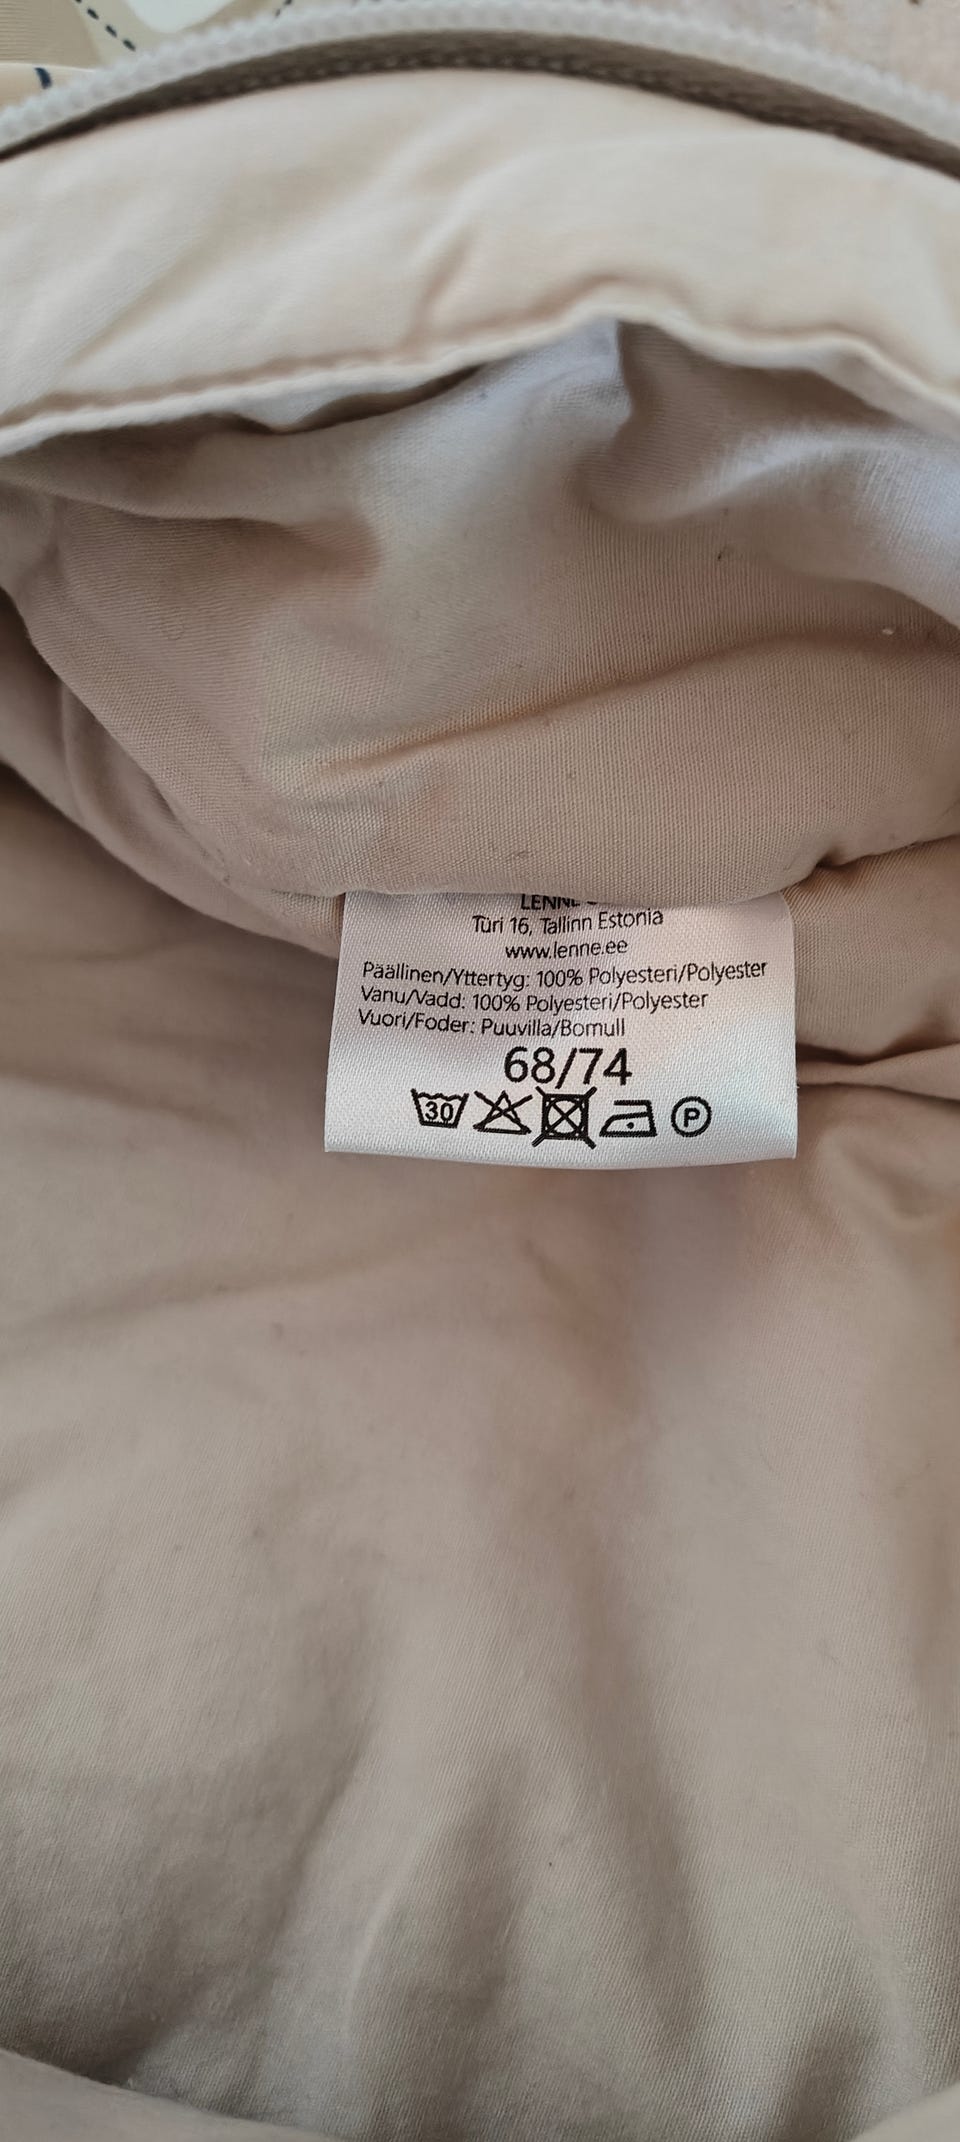 LENNE
Türi 16, Tallinn Estonia
www.lenne.ee
Päällinen/Yttertyg: 100% Polyesteri/Polyester
Vanu/Vadd: 100% Polyesteri/Polyester
Vuori/Foder: Puuvilla/Bomull
68/74
30 P